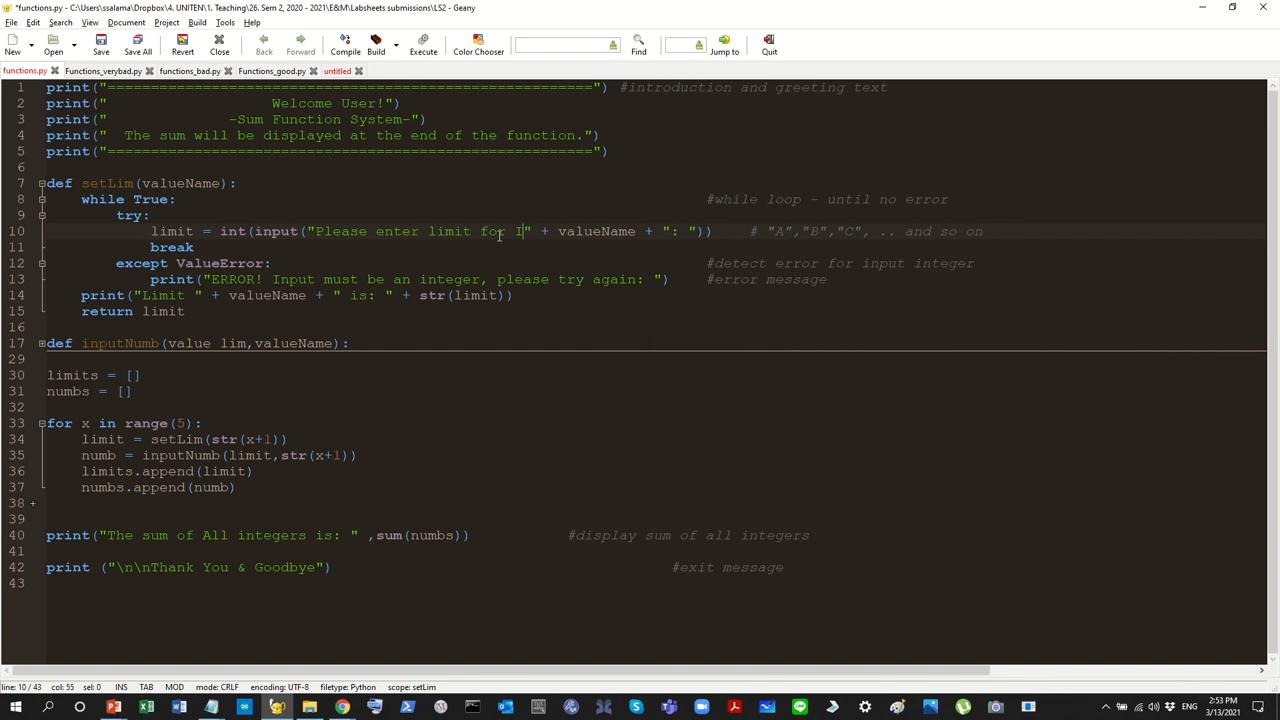 *functions.py - C:\Users\ssalama\Dropbox\4. UNITEN\1. Teaching\26. Sem 2, 2020 - 2021\E&M\Labsheets submissions\LS2 - Geany
File Edit Search View Document Project Build Tools Help
New Open Save Save All Revert Close Back Forward Compile Build Execute Color Chooser Find Jump to Quit
functions.py Functions_verybad.py Functions_bad.py Functions_good.py untitled
1 print("========================================================") #introduction and greeting text
2 print("                   Welcome User!")
3 print("              -Sum Function System-")
4 print("  The sum will be displayed at the end of the function.")
5 print("========================================================")
6
7 def setLim(valueName):
8 while True: #while loop - until no error
9 try:
10 limit = int(input("Please enter limit for I" + valueName + ": ")) # "A","B","C", .. and so on
11 break
12 except ValueError: #detect error for input integer
13 print("ERROR! Input must be an integer, please try again: ") #error message
14 print("Limit " + valueName + " is: " + str(limit))
15 return limit
16
17 def inputNumb(value_lim,valueName):
29
30 limits = []
31 numbs = []
32
33 for x in range(5):
34 limit = setLim(str(x+1))
35 numb = inputNumb(limit,str(x+1))
36 limits.append(limit)
37 numbs.append(numb)
38 +
39
40 print("The sum of All integers is: " ,sum(numbs)) #display sum of all integers
41
42 print ("\n\nThank You & Goodbye") #exit message
43
line: 10 / 43 col: 55 sel: 0 INS TAB MOD mode: CRLF encoding: UTF-8 filetype: Python scope: setLim
2:53 PM
ENG
3/13/2021